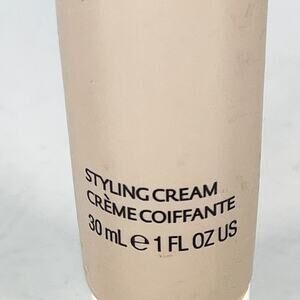 STYLING CREAM
CRÈME COIFFANTE
30 mL ℮ 1 FL OZ US